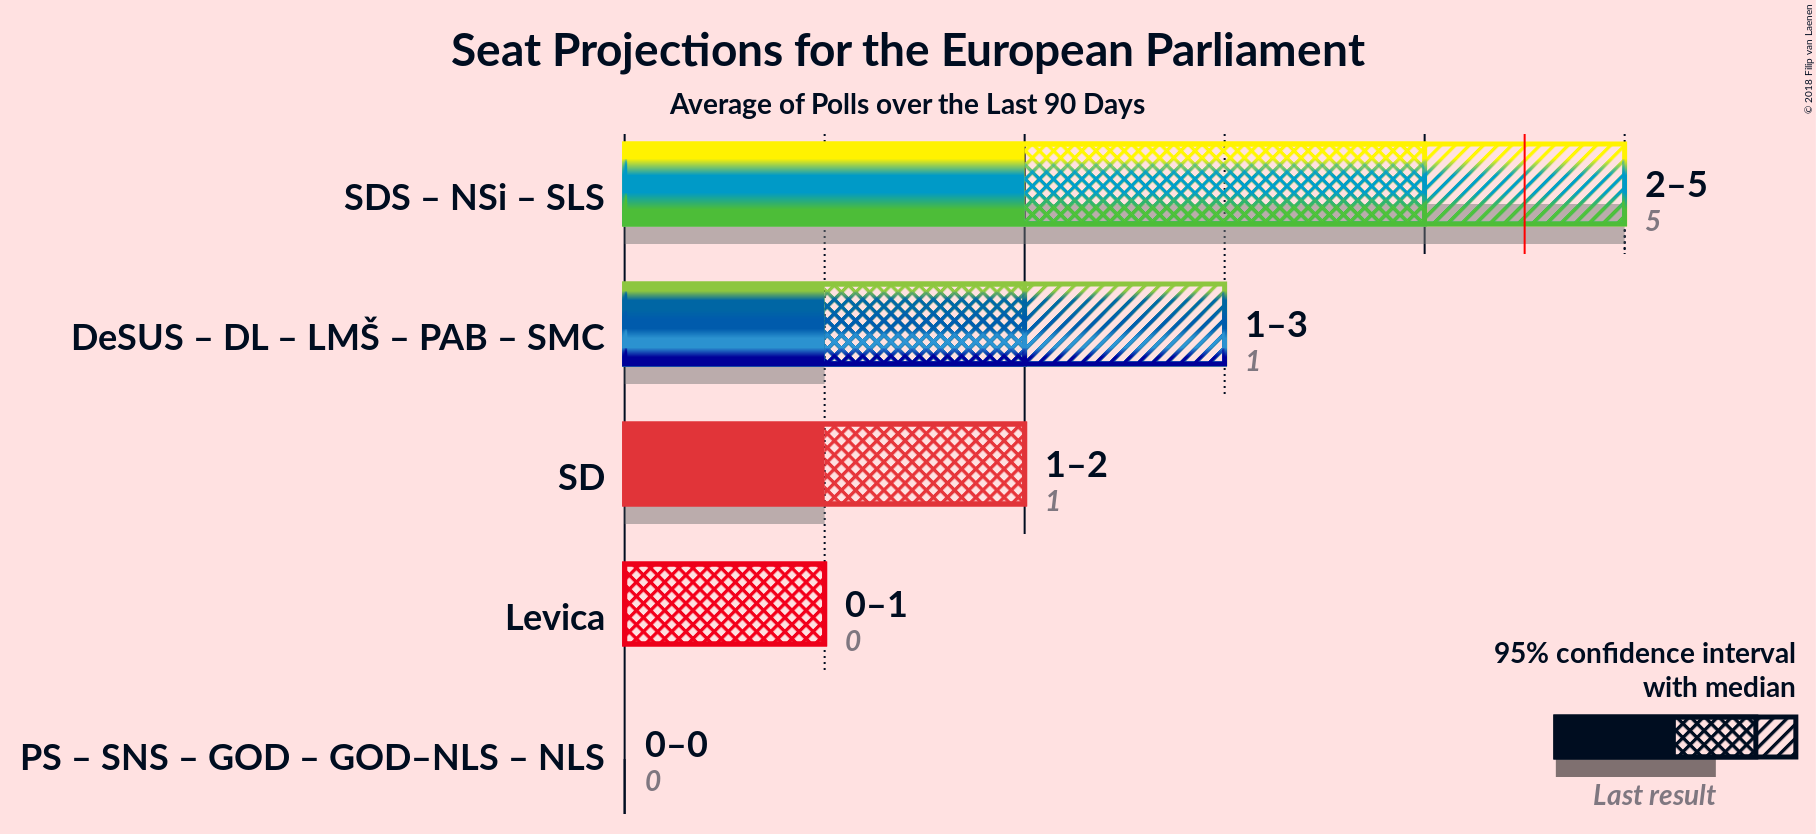 Seat Projections for the European Parliament
Average of Polls over the Last 90 Days
© 2018 Filip van Laenen
SDS – NSi – SLS
2–5
5
DeSUS – DL – LMŠ – PAB – SMC
1–3
1
SD
1–2
1
Levica
0–1
0
PS – SNS – GOD – GOD–NLS – NLS
0–0
0
95% confidence interval
with median
Last result